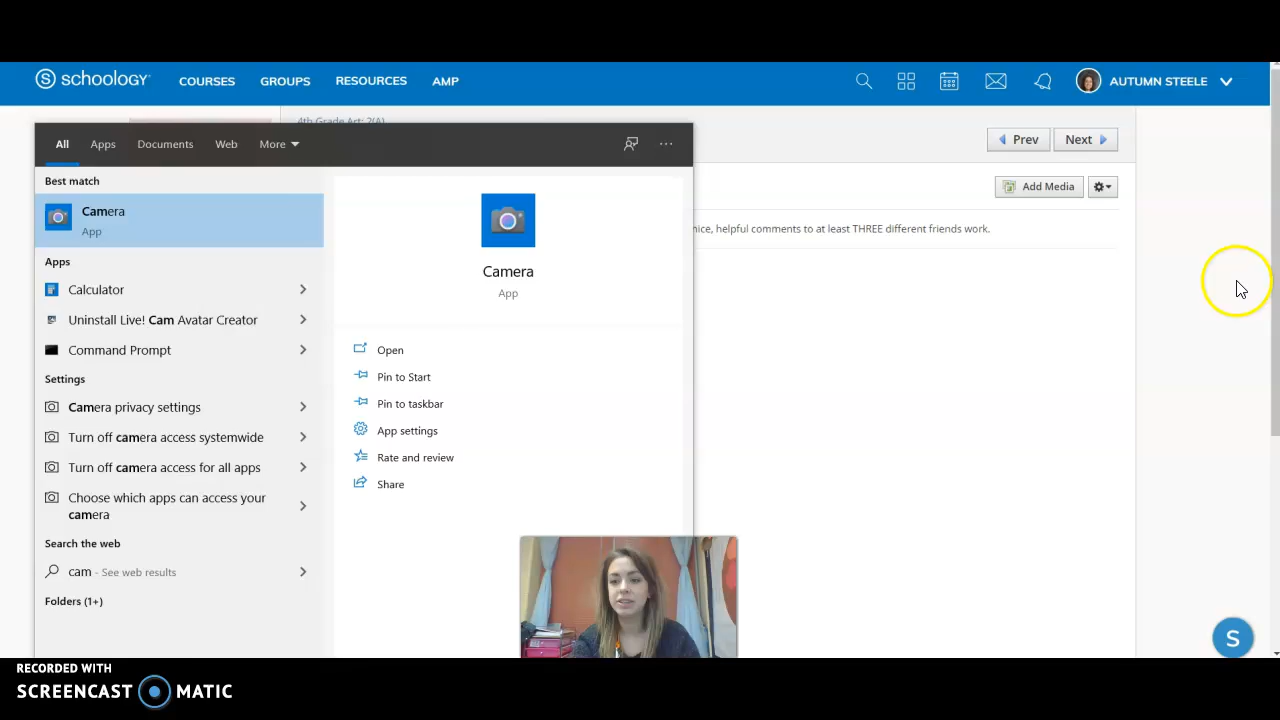 schoology
COURSES GROUPS RESOURCES AMP AUTUMN STEELE
4th Grade Art: 2(A)
All Apps Documents Web More
Prev Next
Best match
Add Media
Camera
App
nice, helpful comments to at least THREE different friends work.
Apps
Camera
App
Calculator
Uninstall Live! Cam Avatar Creator
Command Prompt
Settings
Camera privacy settings
Turn off camera access systemwide
Turn off camera access for all apps
Choose which apps can access your
camera
Search the web
cam - See web results
Folders (1+)
Open
Pin to Start
Pin to taskbar
App settings
Rate and review
Share
S
RECORDED WITH
SCREENCAST MATIC